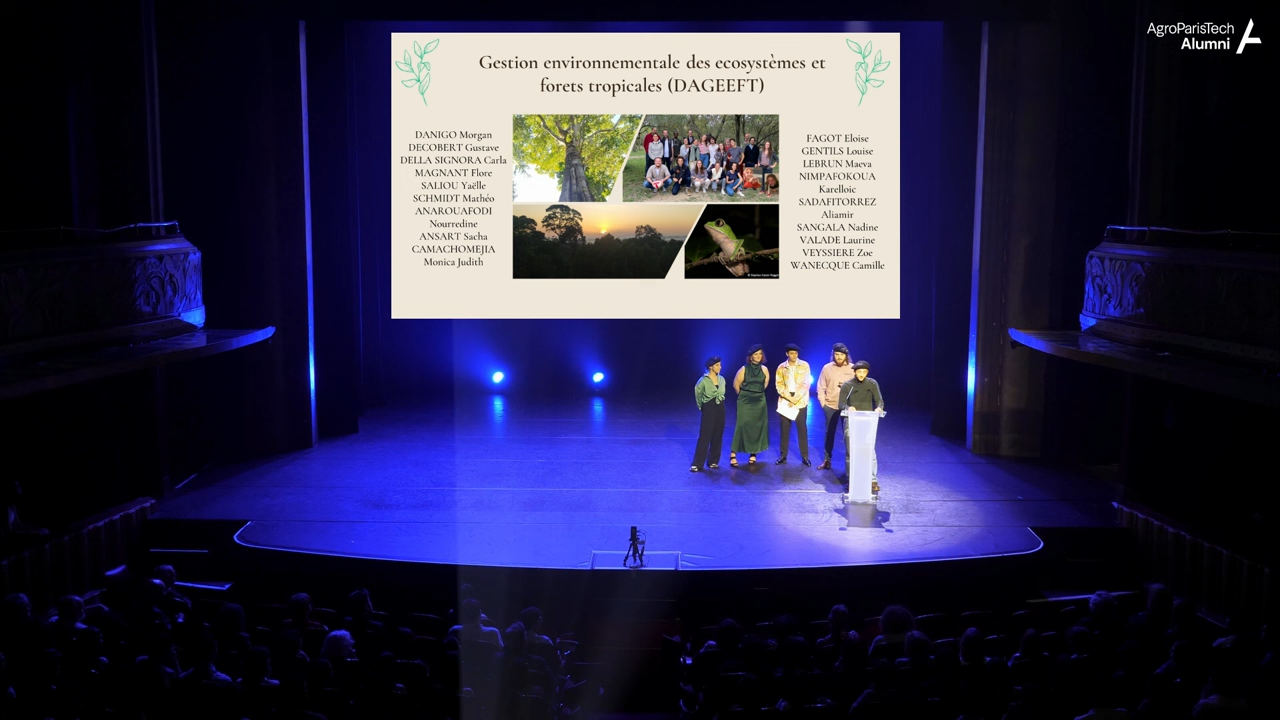 AgroParisTech
Alumni
Gestion environnementale des ecosystèmes et
forets tropicales (DAGEEFT)
DANIGO Morgan
DECOBERT Gustave
DELLA SIGNORA Carla
MAGNANT Flore
SALIOU Yaëlle
SCHMIDT Mathéo
ANAROUAFODI
Nourredine
ANSART Sacha
CAMACHOMEJIA
Monica Judith
FAGOT Eloise
GENTILS Louise
LEBRUN Maeva
NIMPAFOKOUA
Karelloic
SADAFITORREZ
Aliamir
SANGALA Nadine
VALADE Laurine
VEYSSIERE Zoe
WANECQUE Camille